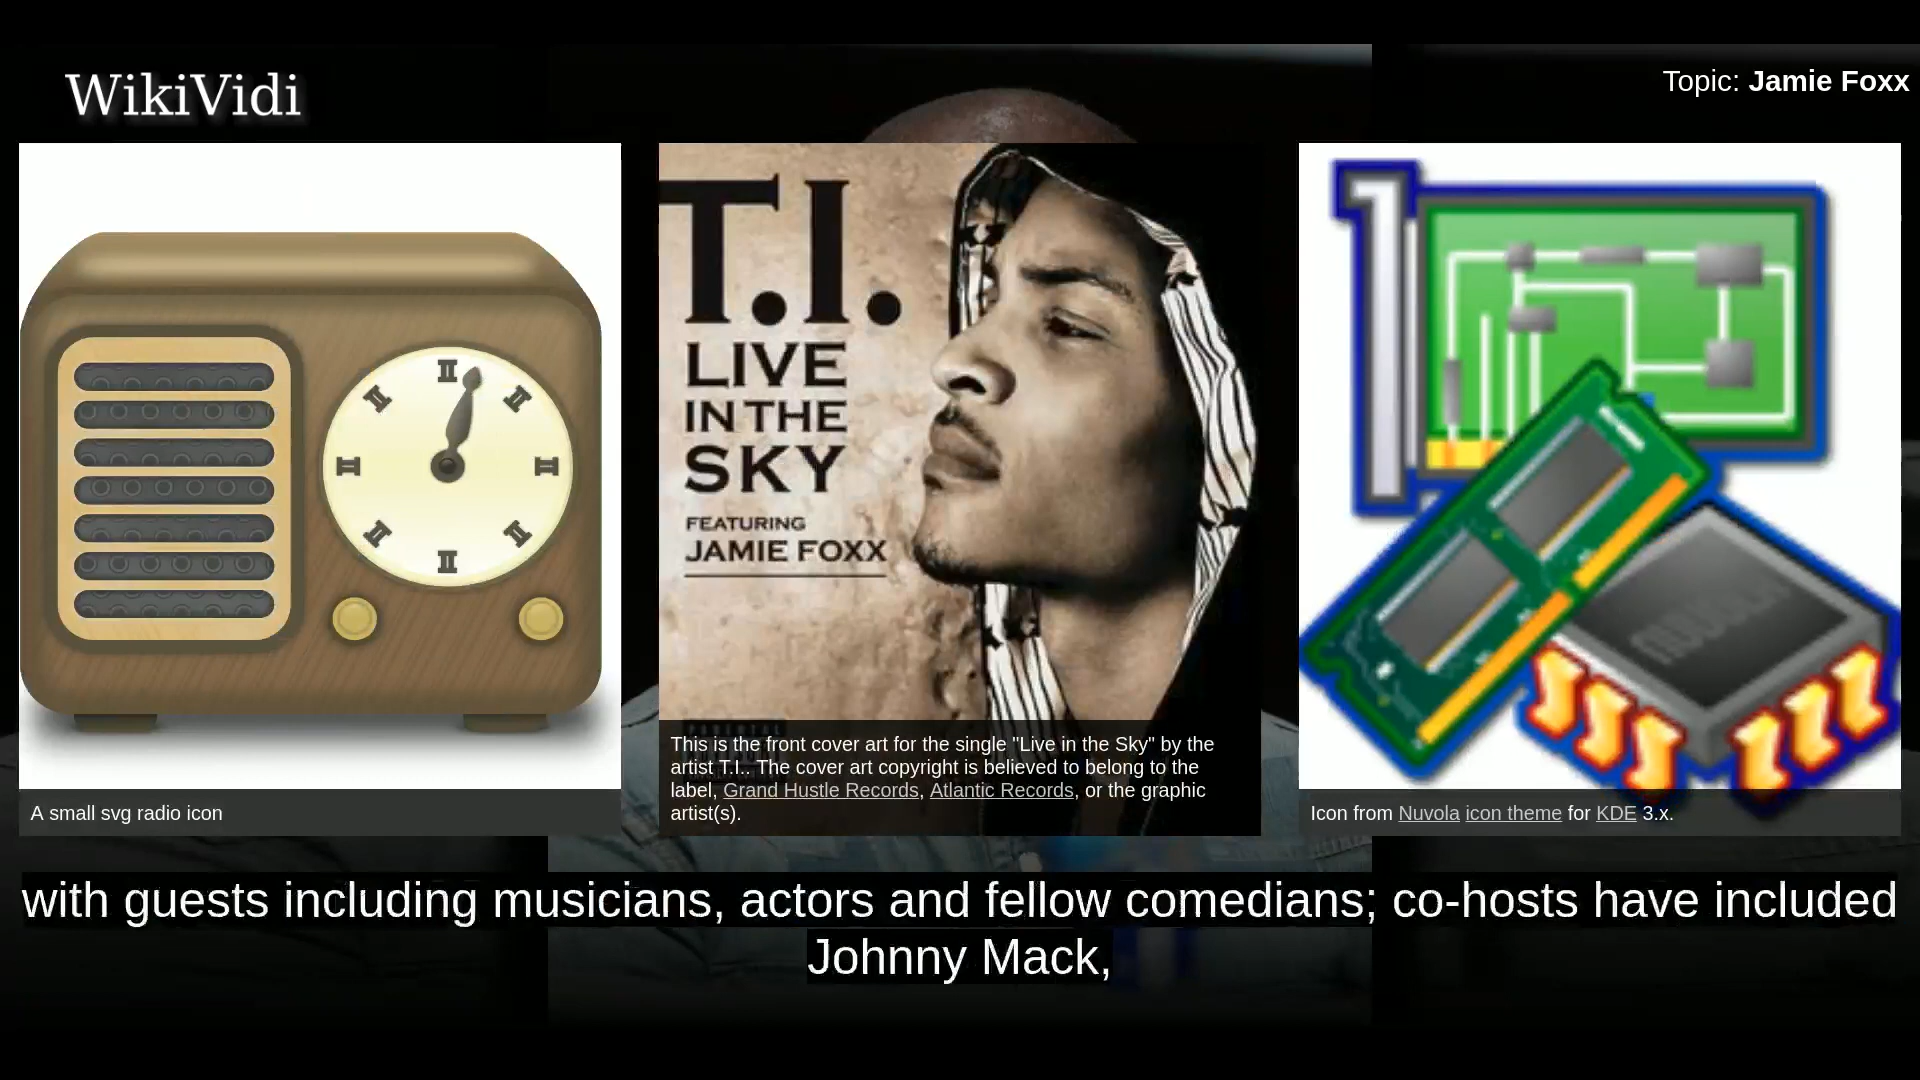 WikiVidi
Topic: Jamie Foxx
T.I.
LIVE
IN THE
SKY
FEATURING
JAMIE FOXX
This is the front cover art for the single "Live in the Sky" by the
artist T.I.. The cover art copyright is believed to belong to the
label, Grand Hustle Records, Atlantic Records, or the graphic
artist(s).
A small svg radio icon
Icon from Nuvola icon theme for KDE 3.x.
with guests including musicians, actors and fellow comedians; co-hosts have included
Johnny Mack,